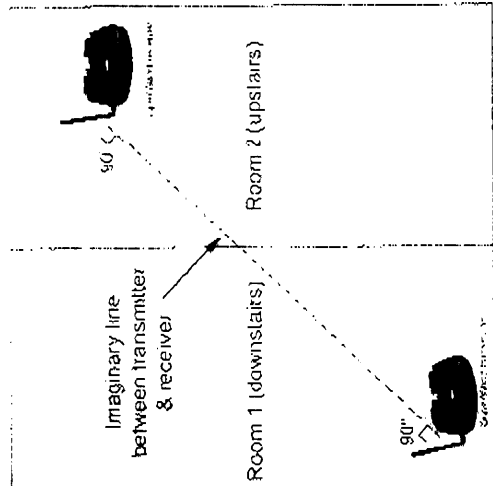 Imaginary line
between transmitter
& receiver
Room 1 (downstairs)
Room 2 (upstairs)
90
90"